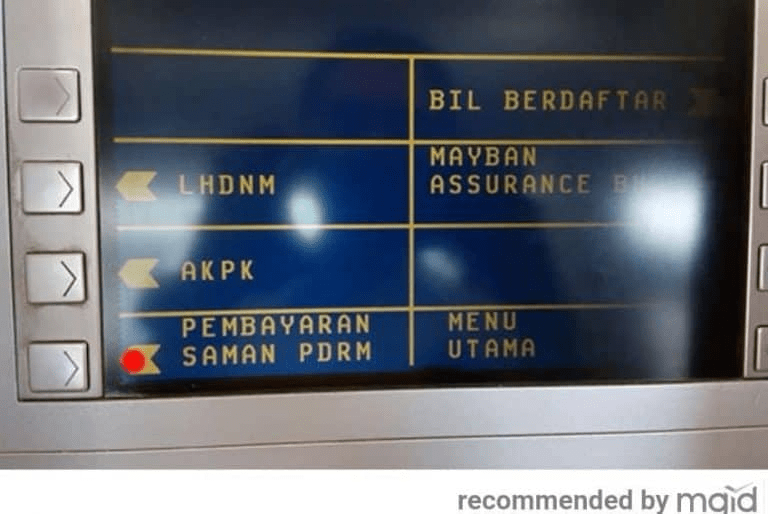 BIL BERDAFTAR
LHDNM
MAYBAN
ASSURANCE
AKPK
PEMBAYARAN
SAMAN PDRM
MENU
UTAMA
recommended by mgid